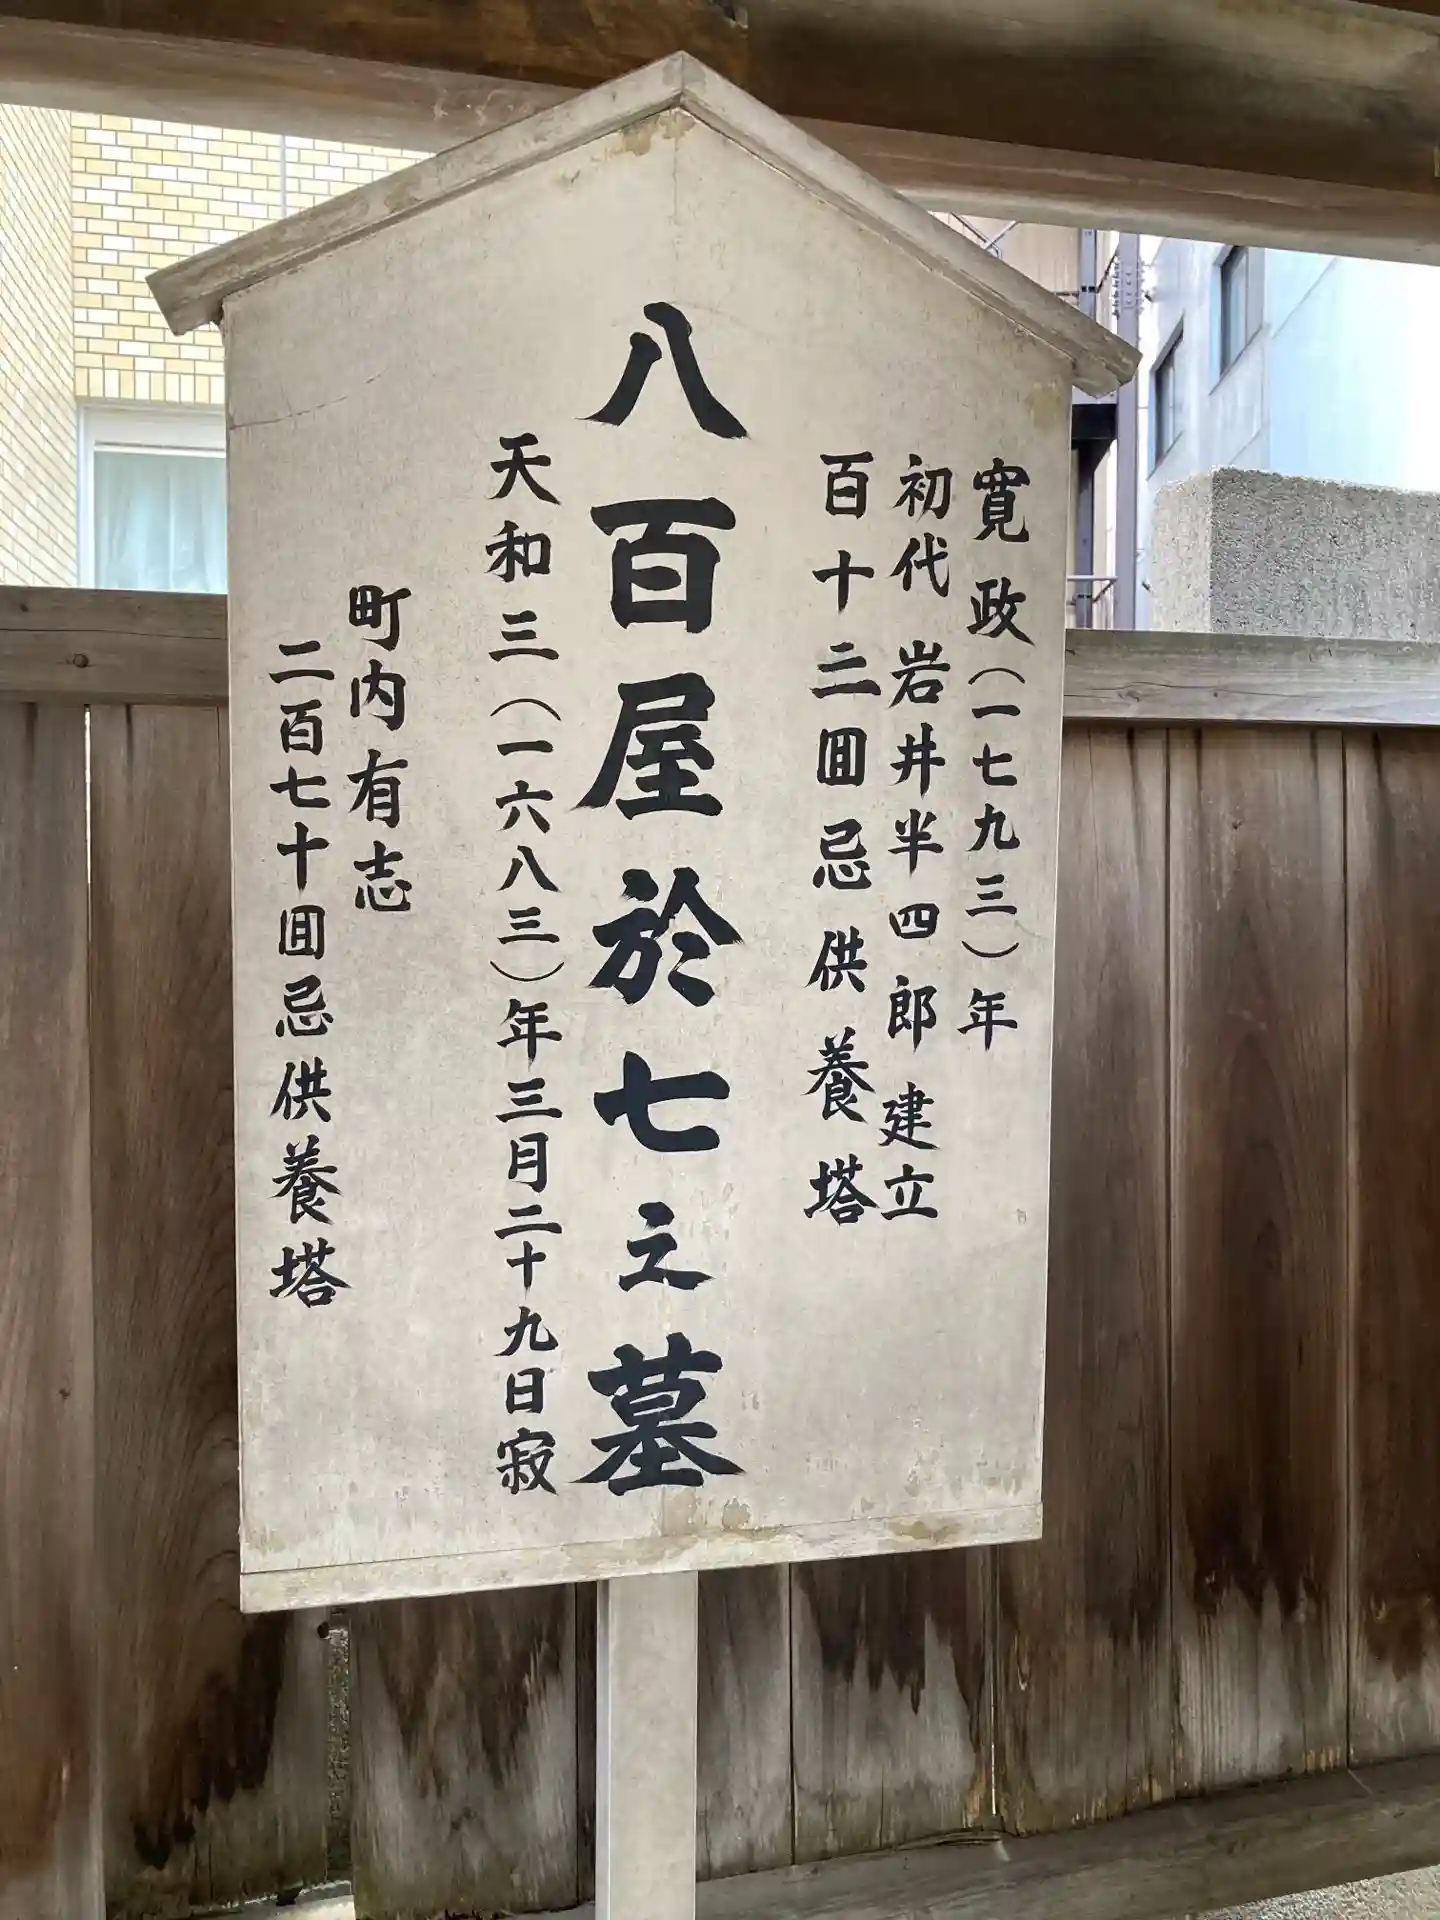 寛政(一七九三)年
初代 岩井半四郎 建立
百十二囬忌供養塔
八百屋於七之墓
天和三(一六八三)年三月二十九日寂
町内有志
二百七十囬忌供養塔